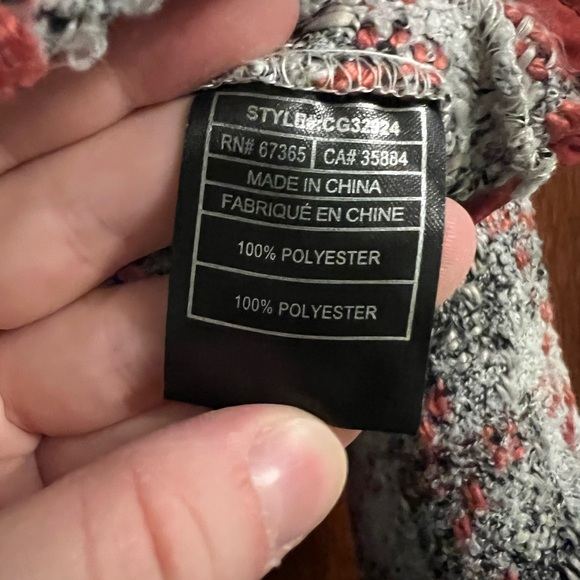 STYLE# CG32924
RN# 67365 CA# 35884
MADE IN CHINA
FABRIQUÉ EN CHINE
100% POLYESTER
100% POLYESTER